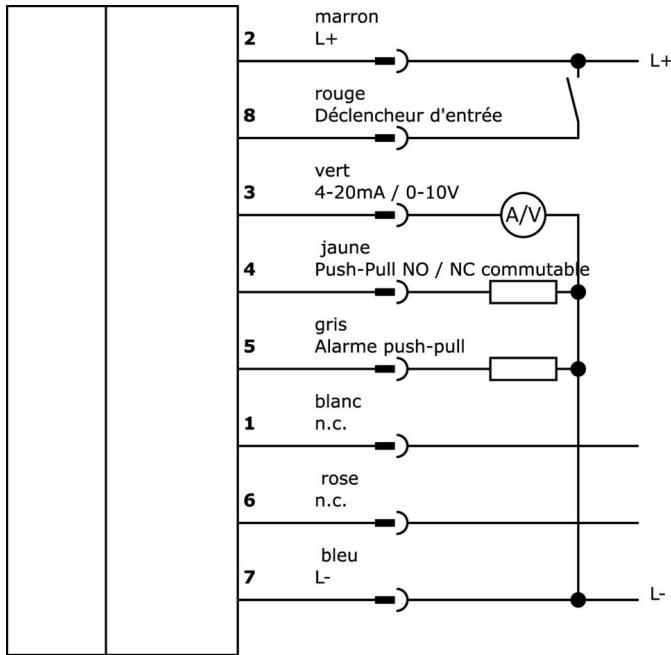 marron
2 L+
L+
rouge
8 Déclencheur d'entrée
vert
3 4-20mA / 0-10V
A/V
jaune
4 Push-Pull NO / NC commutable
gris
5 Alarme push-pull
blanc
1 n.c.
rose
6 n.c.
bleu
7 L-
L-